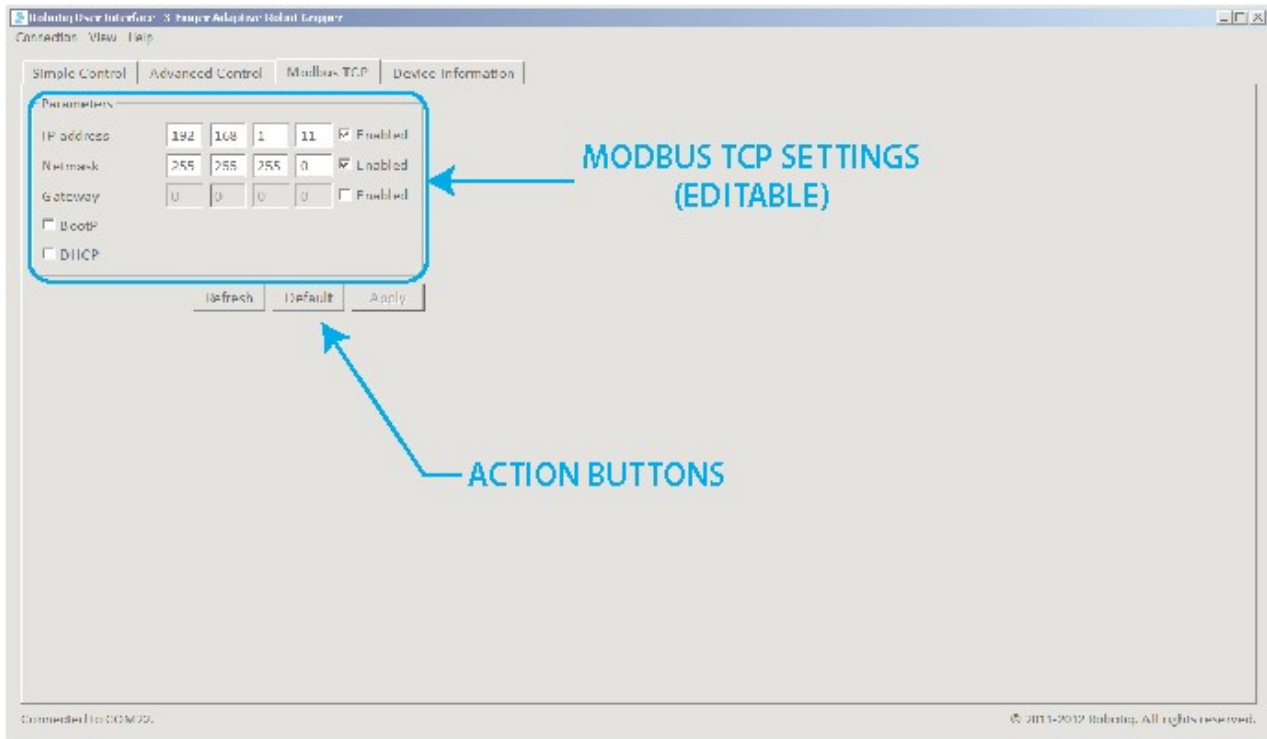 Robotiq User Interface - 3-Finger Adaptive Robot Gripper
Connection View Help
Simple Control Advanced Control Modbus TCP Device Information
Parameters
IP address 192 168 1 11 Enabled
Netmask 255 255 255 0 Enabled
Gateway 0 0 0 0 Enabled
BootP
DHCP
Refresh Default Apply
MODBUS TCP SETTINGS
(EDITABLE)
ACTION BUTTONS
Connected to COM22.
© 2011-2012 Robotiq. All rights reserved.